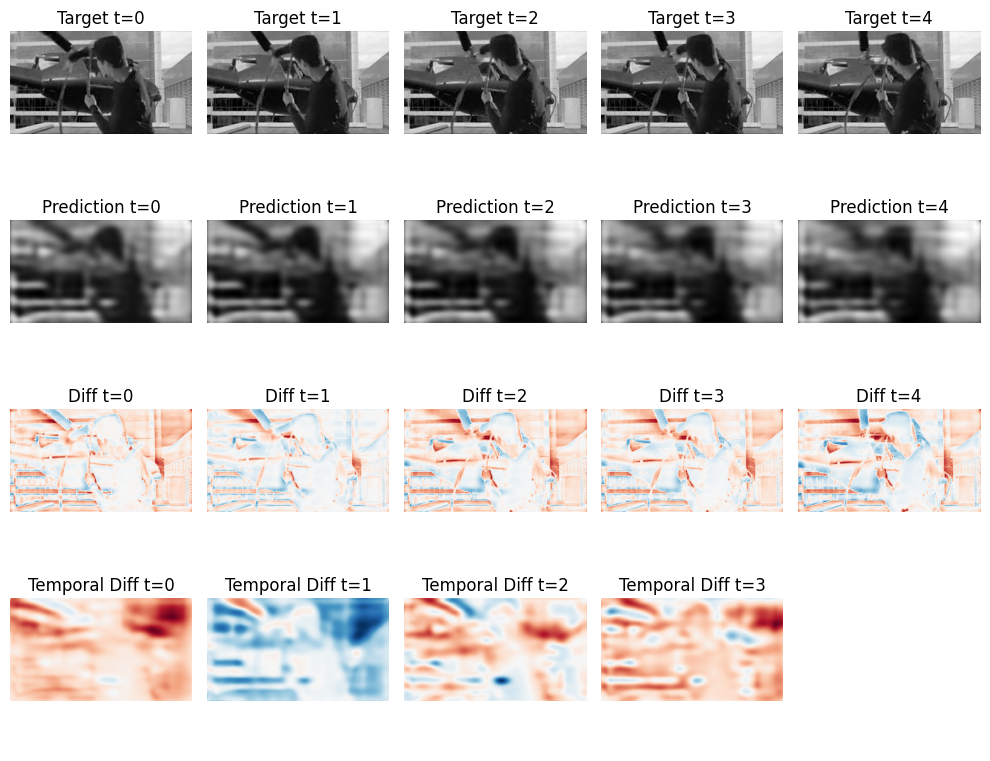 Target t=0
Target t=1
Target t=2
Target t=3
Target t=4
Prediction t=0
Prediction t=1
Prediction t=2
Prediction t=3
Prediction t=4
Diff t=0
Diff t=1
Diff t=2
Diff t=3
Diff t=4
Temporal Diff t=0
Temporal Diff t=1
Temporal Diff t=2
Temporal Diff t=3